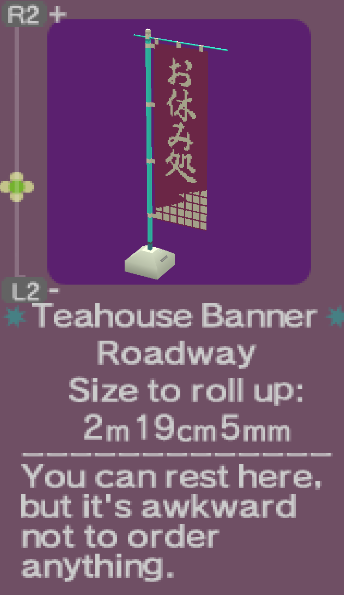 R2 +
お休み処
L2 -
Teahouse Banner
Roadway
Size to roll up:
2m19cm5mm
You can rest here,
but it's awkward
not to order
anything.